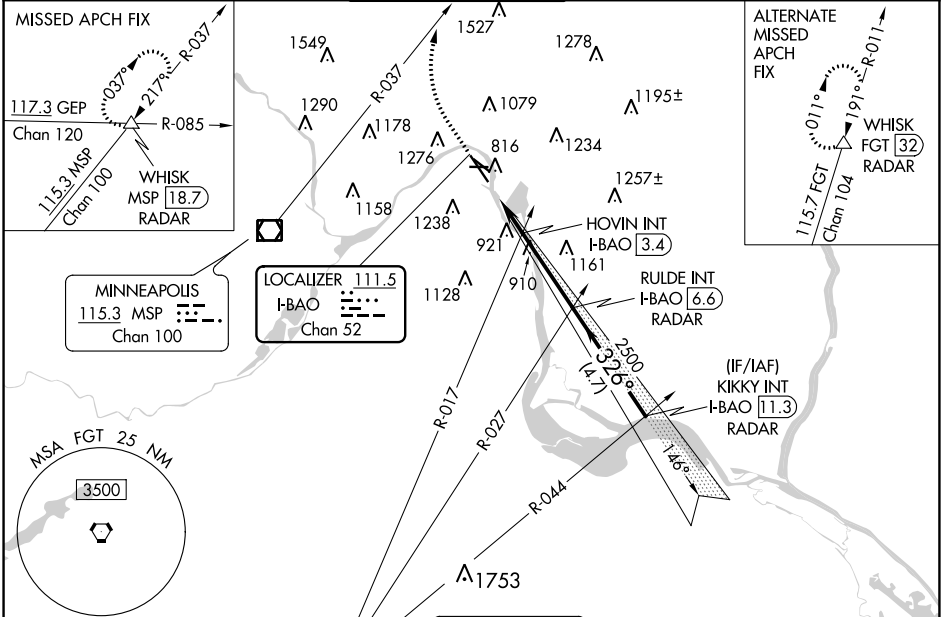 MISSED APCH FIX
037°
217°
R-037
117.3 GEP
Chan 120
R-085
115.3 MSP
Chan 100
WHISK
MSP 18.7
RADAR
ALTERNATE
MISSED
APCH
FIX
R-011
011°
191°
WHISK
FGT 32
RADAR
115.7 FGT
Chan 104
1549
1527
1278
R-037
1290
1178
1079
1195±
1276
816
1234
1158
1238
1257±
921
910
1161
1128
HOVIN INT
I-BAO 3.4
RULDE INT
I-BAO 6.6
RADAR
MINNEAPOLIS
115.3 MSP
Chan 100
LOCALIZER 111.5
I-BAO
Chan 52
2500
326°
(4.7)
(IF/IAF)
KIKKY INT
I-BAO 11.3
RADAR
R-017
R-027
R-044
146°
MSA FGT 25 NM
3500
1753